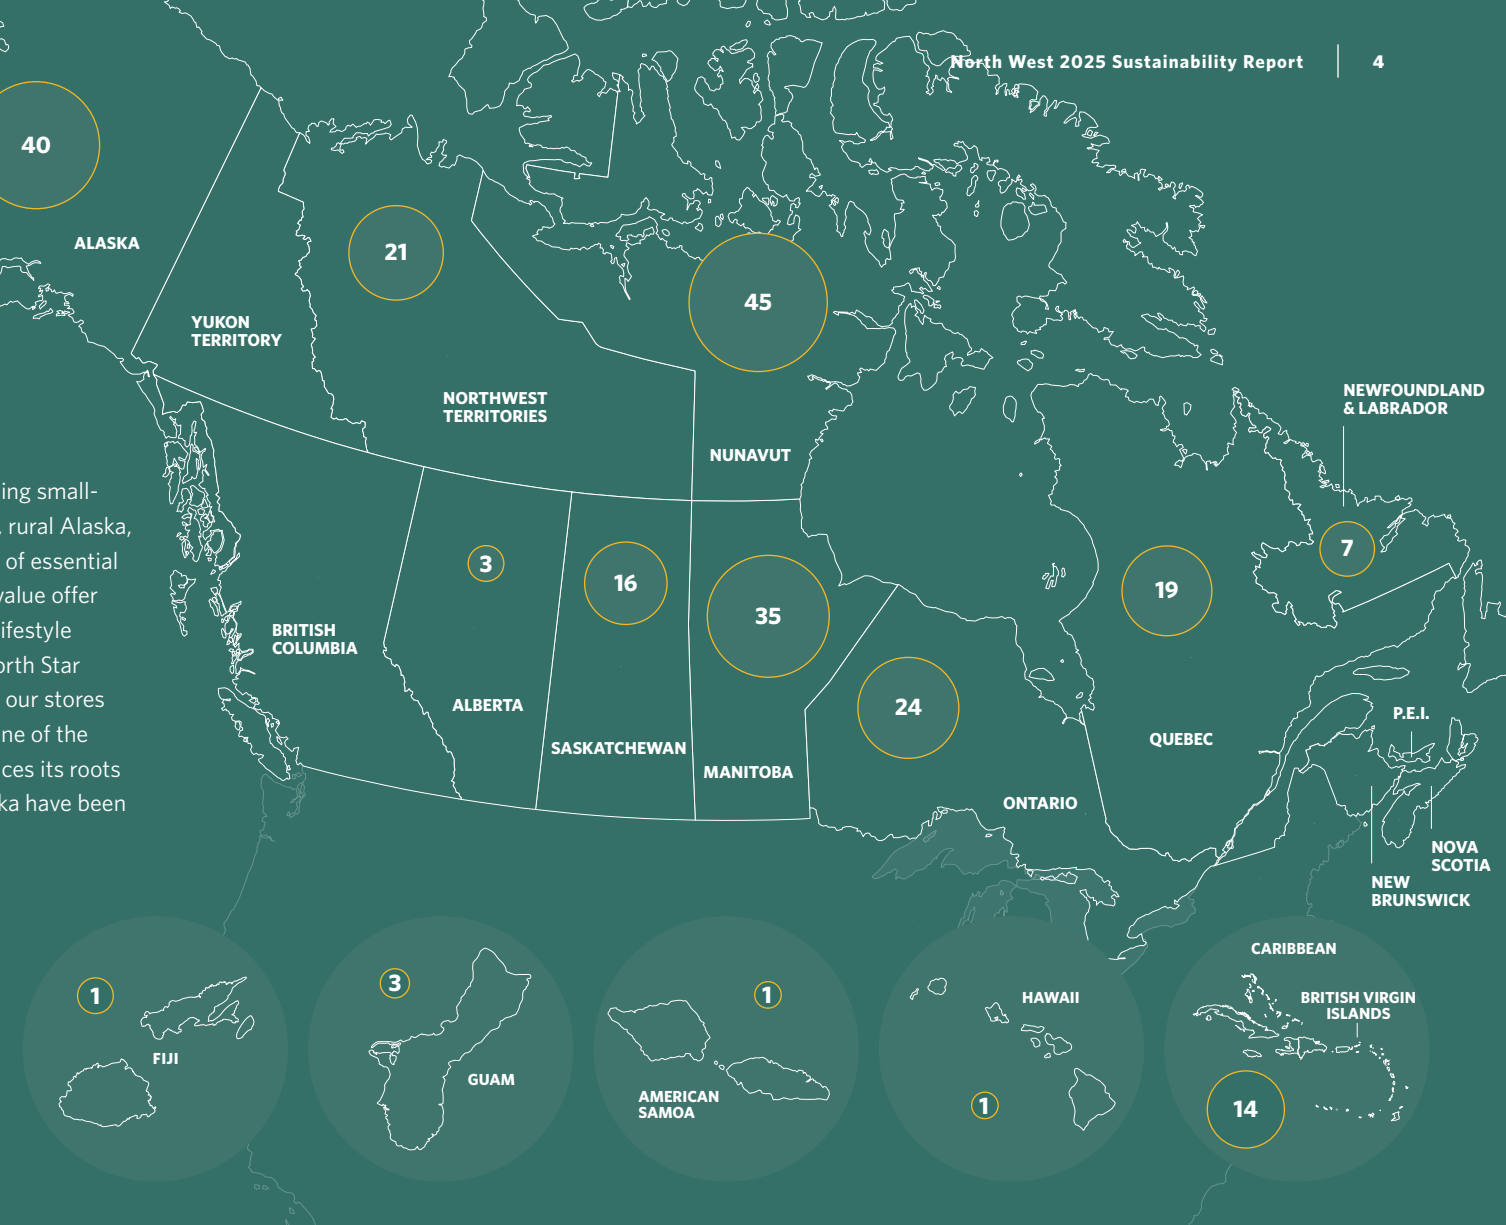 North West 2025 Sustainability Report 4
40
ALASKA
21
45
YUKON
TERRITORY
NORTHWEST
TERRITORIES
NUNAVUT
NEWFOUNDLAND
& LABRADOR
ing small-
rural Alaska,
of essential
value offer
ifestyle
orth Star
our stores
ne of the
ces its roots
ka have been
7
3
16
35
19
24
BRITISH
COLUMBIA
ALBERTA
SASKATCHEWAN
MANITOBA
ONTARIO
QUEBEC
P.E.I.
NOVA
SCOTIA
NEW
BRUNSWICK
1
FIJI
3
GUAM
1
AMERICAN
SAMOA
HAWAII
1
CARIBBEAN
BRITISH VIRGIN
ISLANDS
14